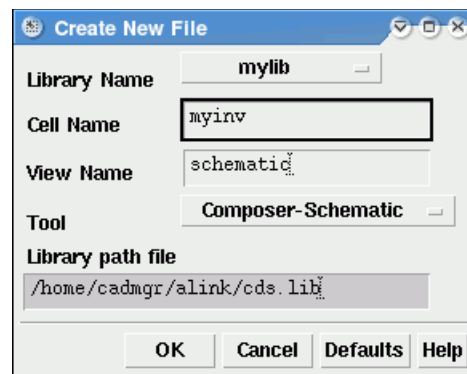 Create New File
Library Name mylib
Cell Name myinv
View Name schematic
Tool Composer-Schematic
Library path file
/home/cadmgr/alink/cds.lib
OK Cancel Defaults Help